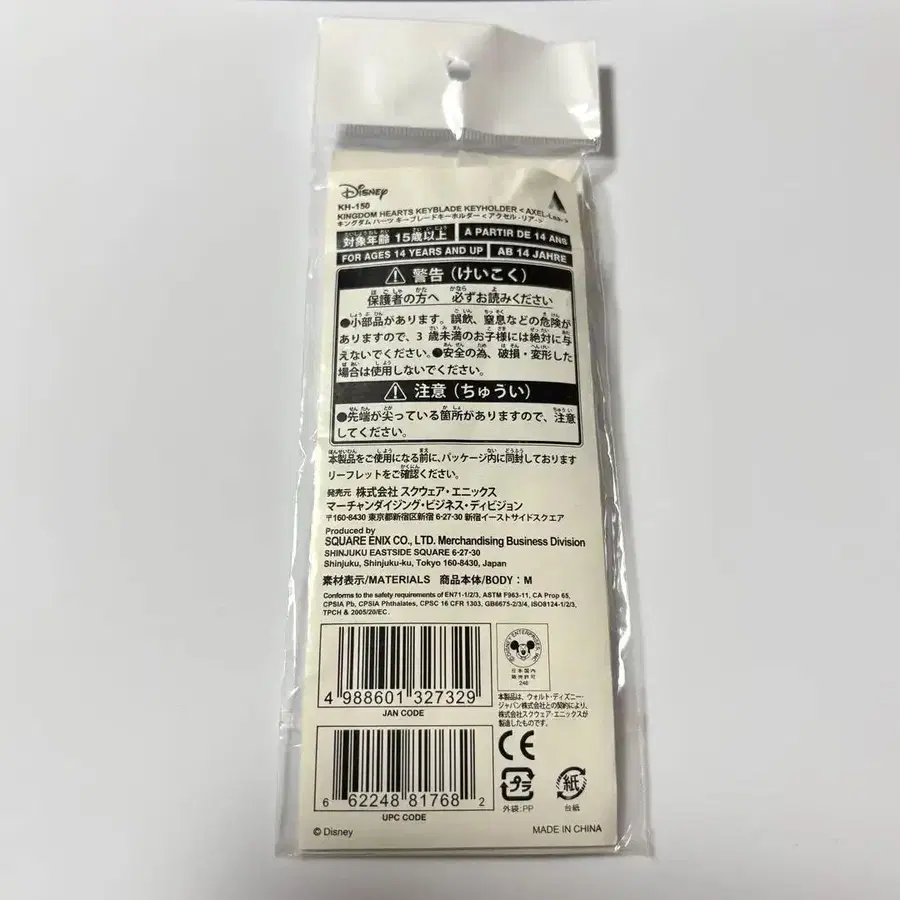 Disney
KH-150
KINGDOM HEARTS KEYBLADE KEYHOLDER < AXEL-Lea- >
キングダム ハーツ キーブレードキーホルダー <アクセル・リア->
対象年齢 15歳以上
A PARTIR DE 14 ANS
FOR AGES 14 YEARS AND UP
AB 14 JAHRE
警告（けいこく）
保護者の方へ 必ずお読みください
●小部品があります。誤飲、窒息などの危険が
ありますので、3 歳未満のお子様には絶対に与
えないでください。●安全の為、破損・変形した
場合は使用しないでください。
注意（ちゅうい）
●先端が尖っている箇所がありますので、注意
してください。
本製品をご使用になる前に、パッケージ内に同封しております
リーフレットをご確認ください。
発売元 株式会社 スクウェア・エニックス
マーチャンダイジング・ビジネス・ディビジョン
〒160-8430 東京都新宿区新宿 6-27-30 新宿イーストサイドスクエア
Produced by
SQUARE ENIX CO., LTD. Merchandising Business Division
SHINJUKU EASTSIDE SQUARE 6-27-30
Shinjuku, Shinjuku-ku, Tokyo 160-8430, Japan
素材表示/MATERIALS 商品本体/BODY : M
Conforms to the safety requirements of EN71-1/2/3, ASTM F963-11, CA Prop 65,
CPSIA Pb, CPSIA Phthalates, CPSC 16 CFR 1303, GB6675-2/3/4, ISO8124-1/2/3,
TPCH & 2005/20/EC.
4 988601 327329
JAN CODE
©DISNEY ENTERPRISES, INC.
日本国内
販売許可
246
本製品は、ウォルト・ディズニー・
ジャパン株式会社との契約により、
株式会社スクウェア・エニックスが
製造したものです。
CE
6 62248 81768 2
UPC CODE
プラ
外袋:PP
紙
台紙
© Disney
MADE IN CHINA